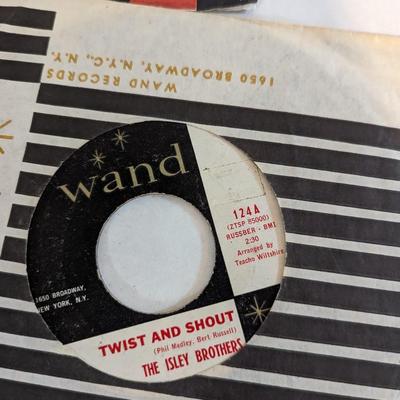 WAND RECORDS
1650 BROADWAY, N.Y.C., N.Y.
wand
124 A
(ZTSP 85000)
RUSSBER - BMI
2:30
Arranged by
Teacho Wiltshire
1650 BROADWAY,
NEW YORK, N.Y.
TWIST AND SHOUT
(Phil Medley, Bert Russell)
THE ISLEY BROTHERS